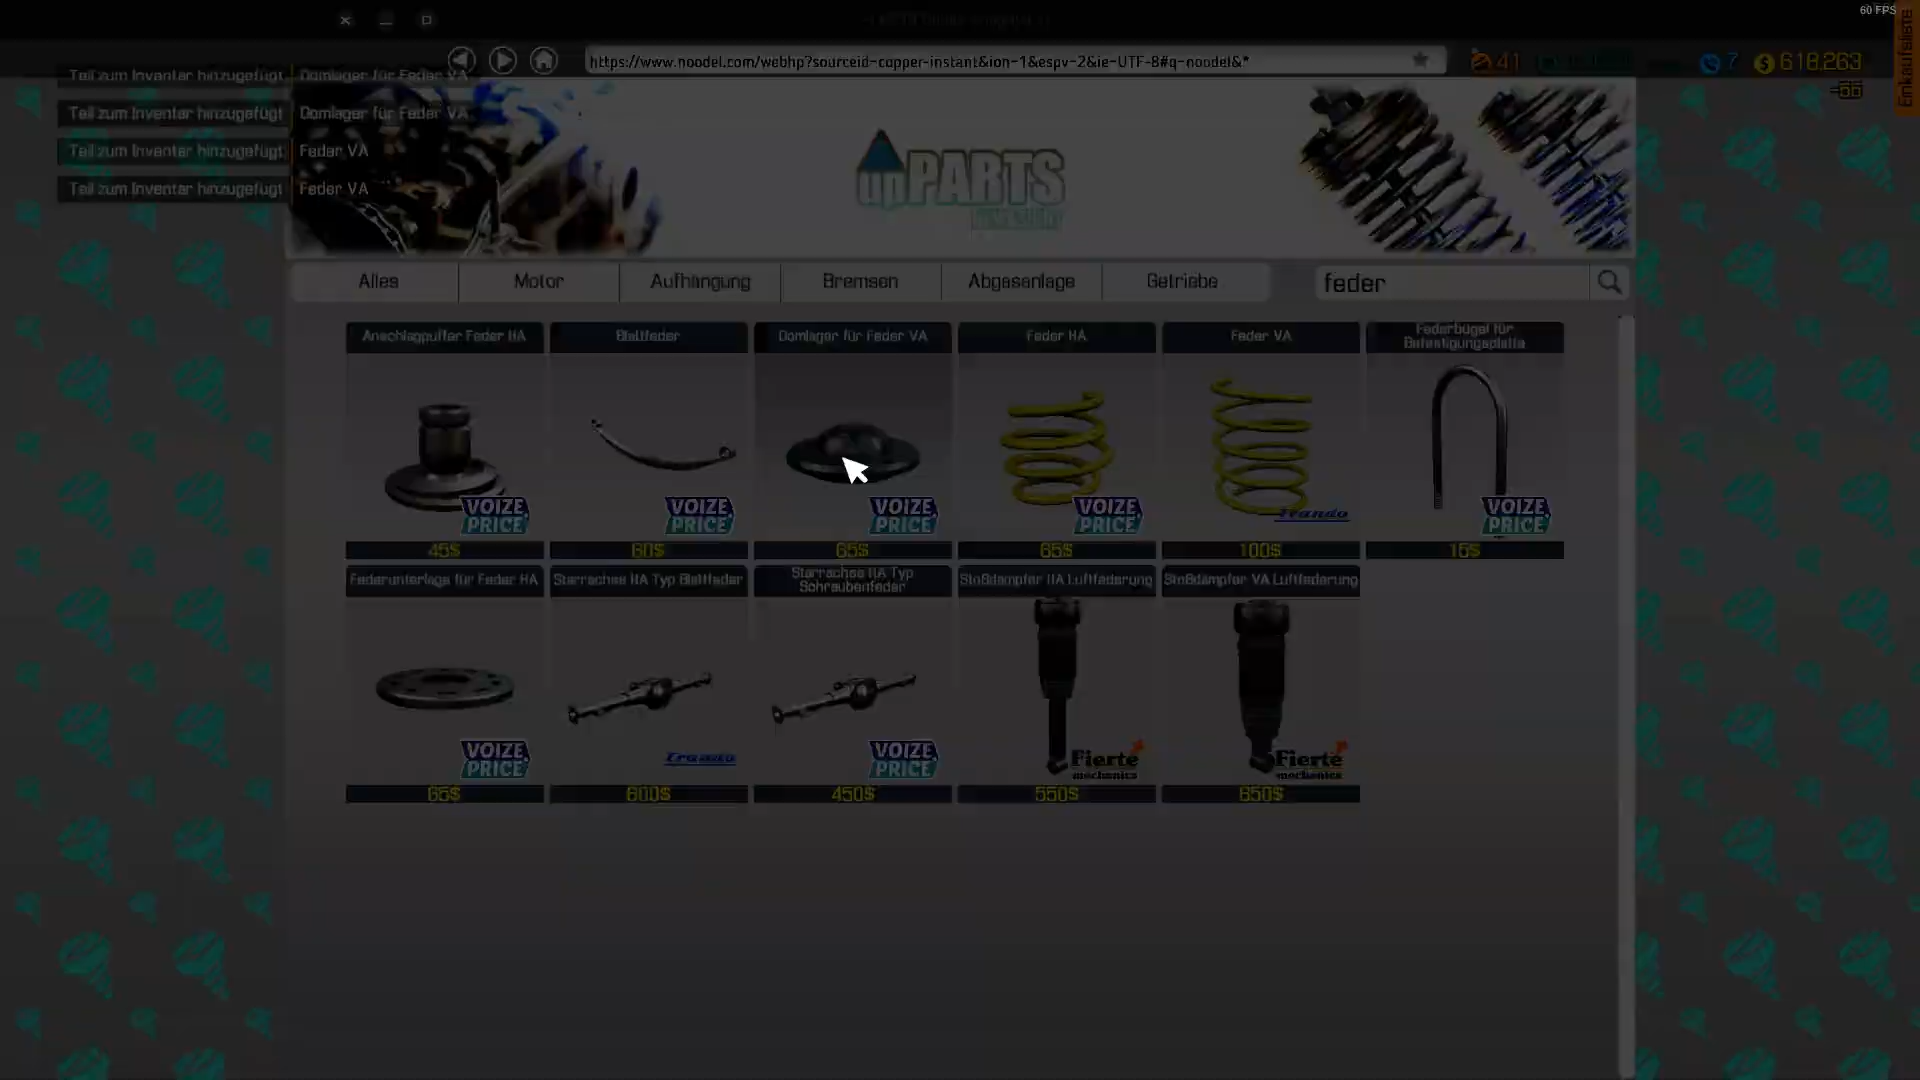 60 FPS
https://www.noodel.com/webhp?sourceid-copper-instant&ion-1&espv-2&ie-UTF-8#q-noodel&*
41
7
618.263
Einkaufsliste
Teil zum Inventar hinzugefügt Domlager für Feder VA
Teil zum Inventar hinzugefügt Domlager für Feder VA
Teil zum Inventar hinzugefügt Feder VA
Teil zum Inventar hinzugefügt Feder VA
upPARTS
Alles Motor Aufhängung Bremsen Abgasanlage Getriebe feder
Anschlagpuffer Feder HA
Blattfeder
Domlager für Feder VA
Feder HA
Feder VA
Federbügel für
Befestigungsplatte
VOIZE
PRICE
VOIZE
PRICE
VOIZE
PRICE
VOIZE
PRICE
VOIZE
PRICE
45$ 60$ 65$ 65$ 100$ 15$
Federunterlage für Feder HA
Starrachse HA Typ Blattfeder
Starrachse HA Typ
Schraubenfeder
Stoßdämpfer HA Luftfederung
Stoßdämpfer VA Luftfederung
VOIZE
PRICE
VOIZE
PRICE
Fierte
mechanics
Fierte
mechanics
65$ 600$ 450$ 550$ 650$